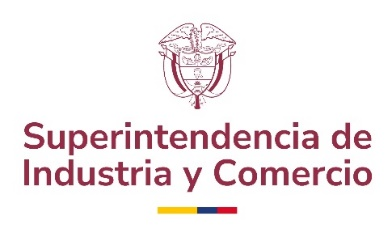 Superintendencia de
Industria y Comercio